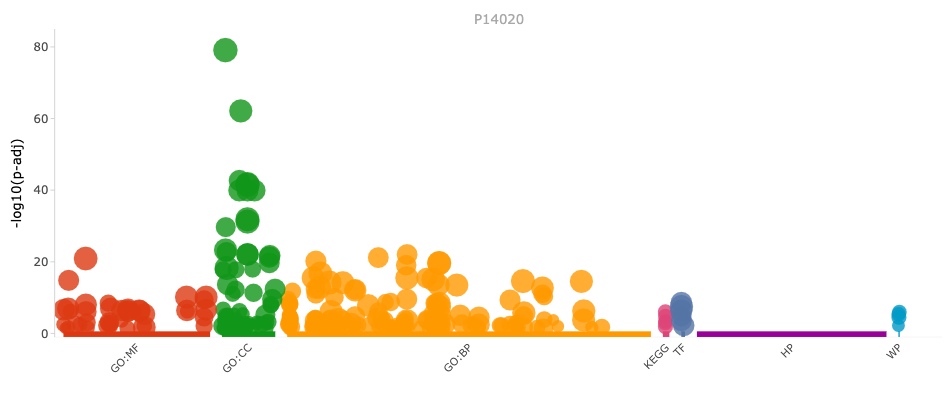 P14020
-log10(p-adj)
80
60
40
20
0
GO:MF
GO:CC
GO:BP
KEGG
TF
HP
WP